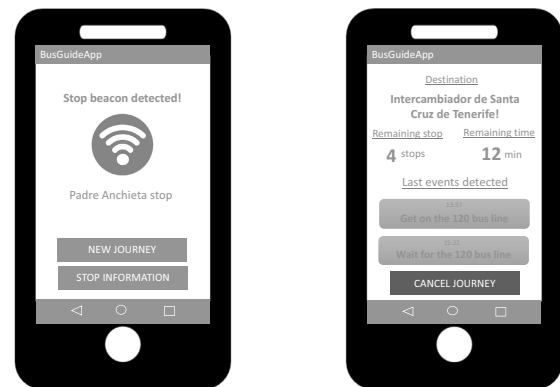 BusGuideApp
Stop beacon detected!
Padre Anchieta stop
NEW JOURNEY
STOP INFORMATION
BusGuideApp
Destination
Intercambiador de Santa
Cruz de Tenerife!
Remaining stop
Remaining time
4 stops
12 min
Last events detected
Get on the 120 bus line
Wait for the 120 bus line
CANCEL JOURNEY